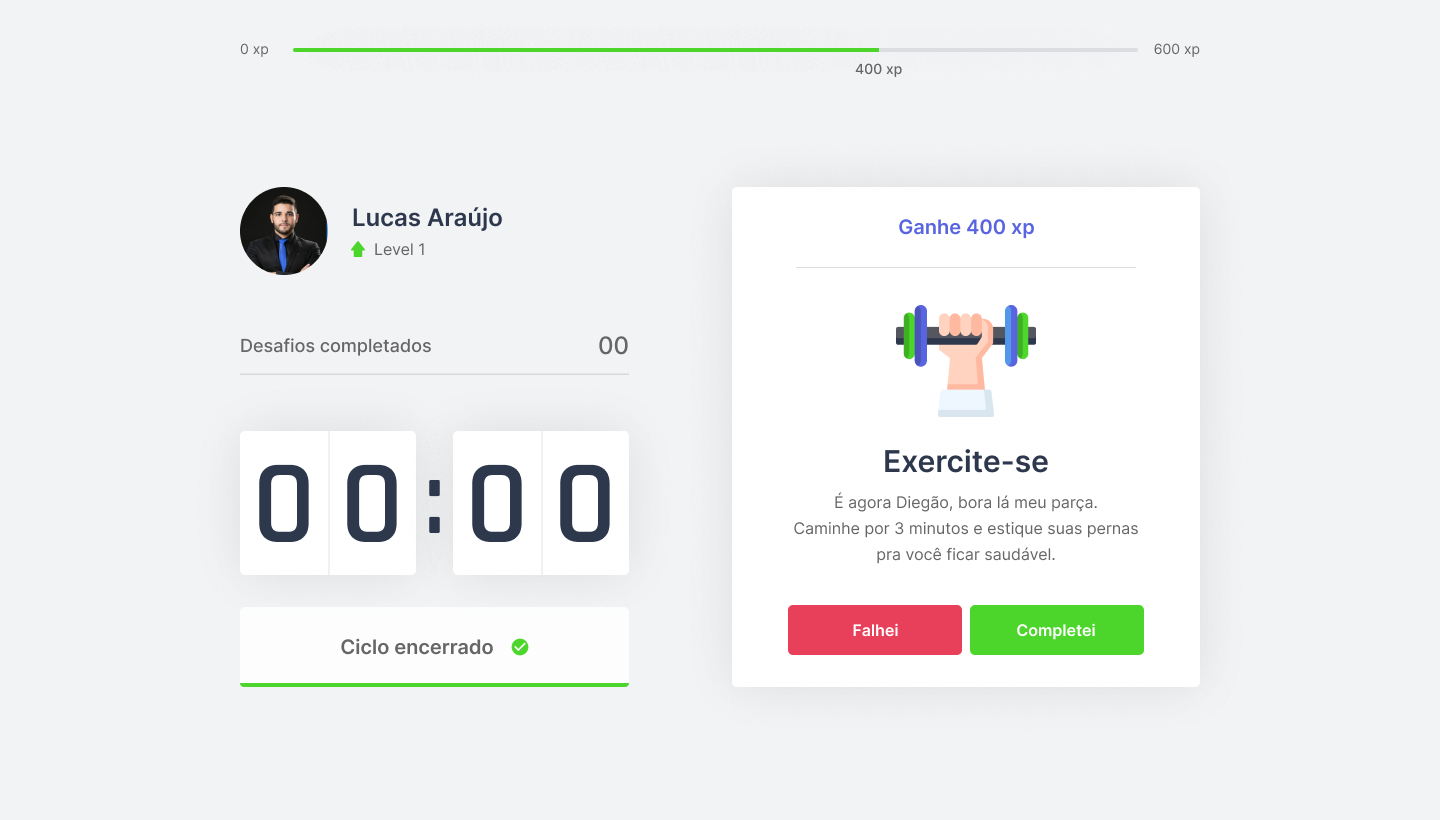 0 xp
600 xp
400 xp
Lucas Araújo
Level 1
Desafios completados
00
00:00
Ciclo encerrado
Ganhe 400 xp
Exercite-se
É agora Diegão, bora lá meu parça.
Caminhe por 3 minutos e estique suas pernas
pra você ficar saudável.
Falhei
Completei